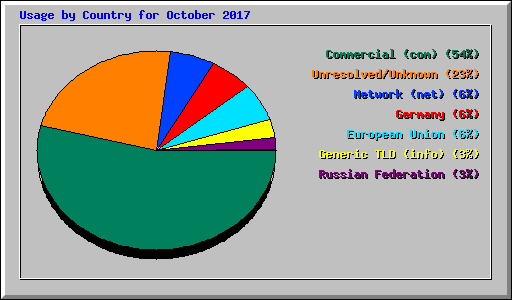 Usage by Country for October 2017
Commercial (com) (54%)
Unresolved/Unknown (23%)
Network (net) (6%)
Germany (6%)
European Union (6%)
Generic TLD (info) (3%)
Russian Federation (3%)